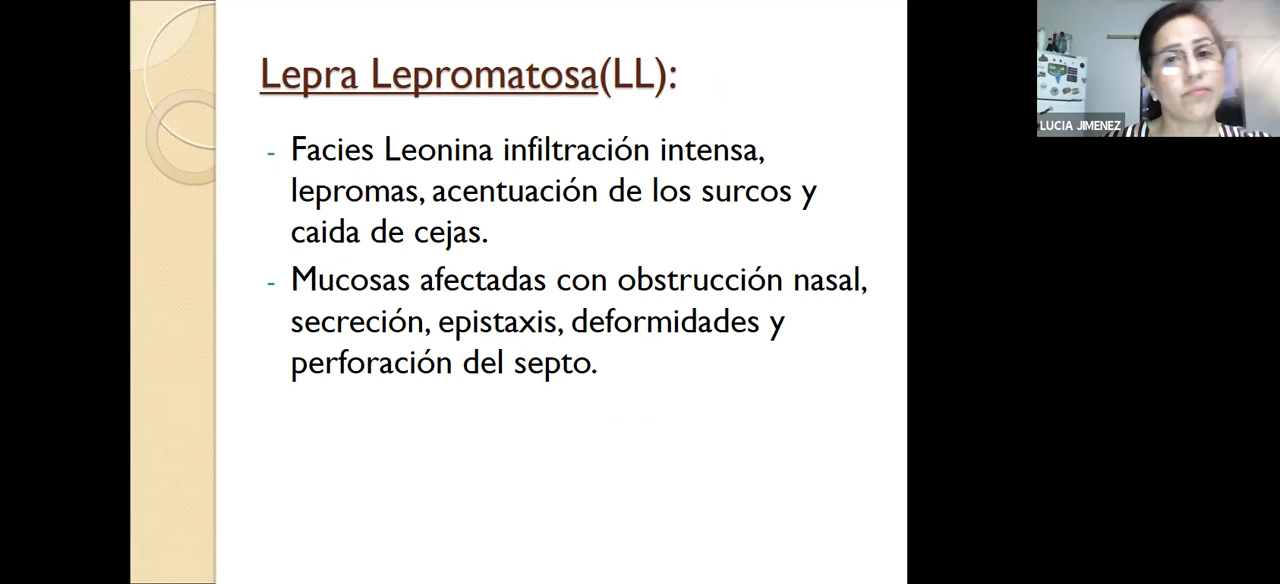 Lepra Lepromatosa(LL):
- Facies Leonina infiltración intensa,
lepromas, acentuación de los surcos y
caida de cejas.
- Mucosas afectadas con obstrucción nasal,
secreción, epistaxis, deformidades y
perforación del septo.
LUCIA JIMENEZ